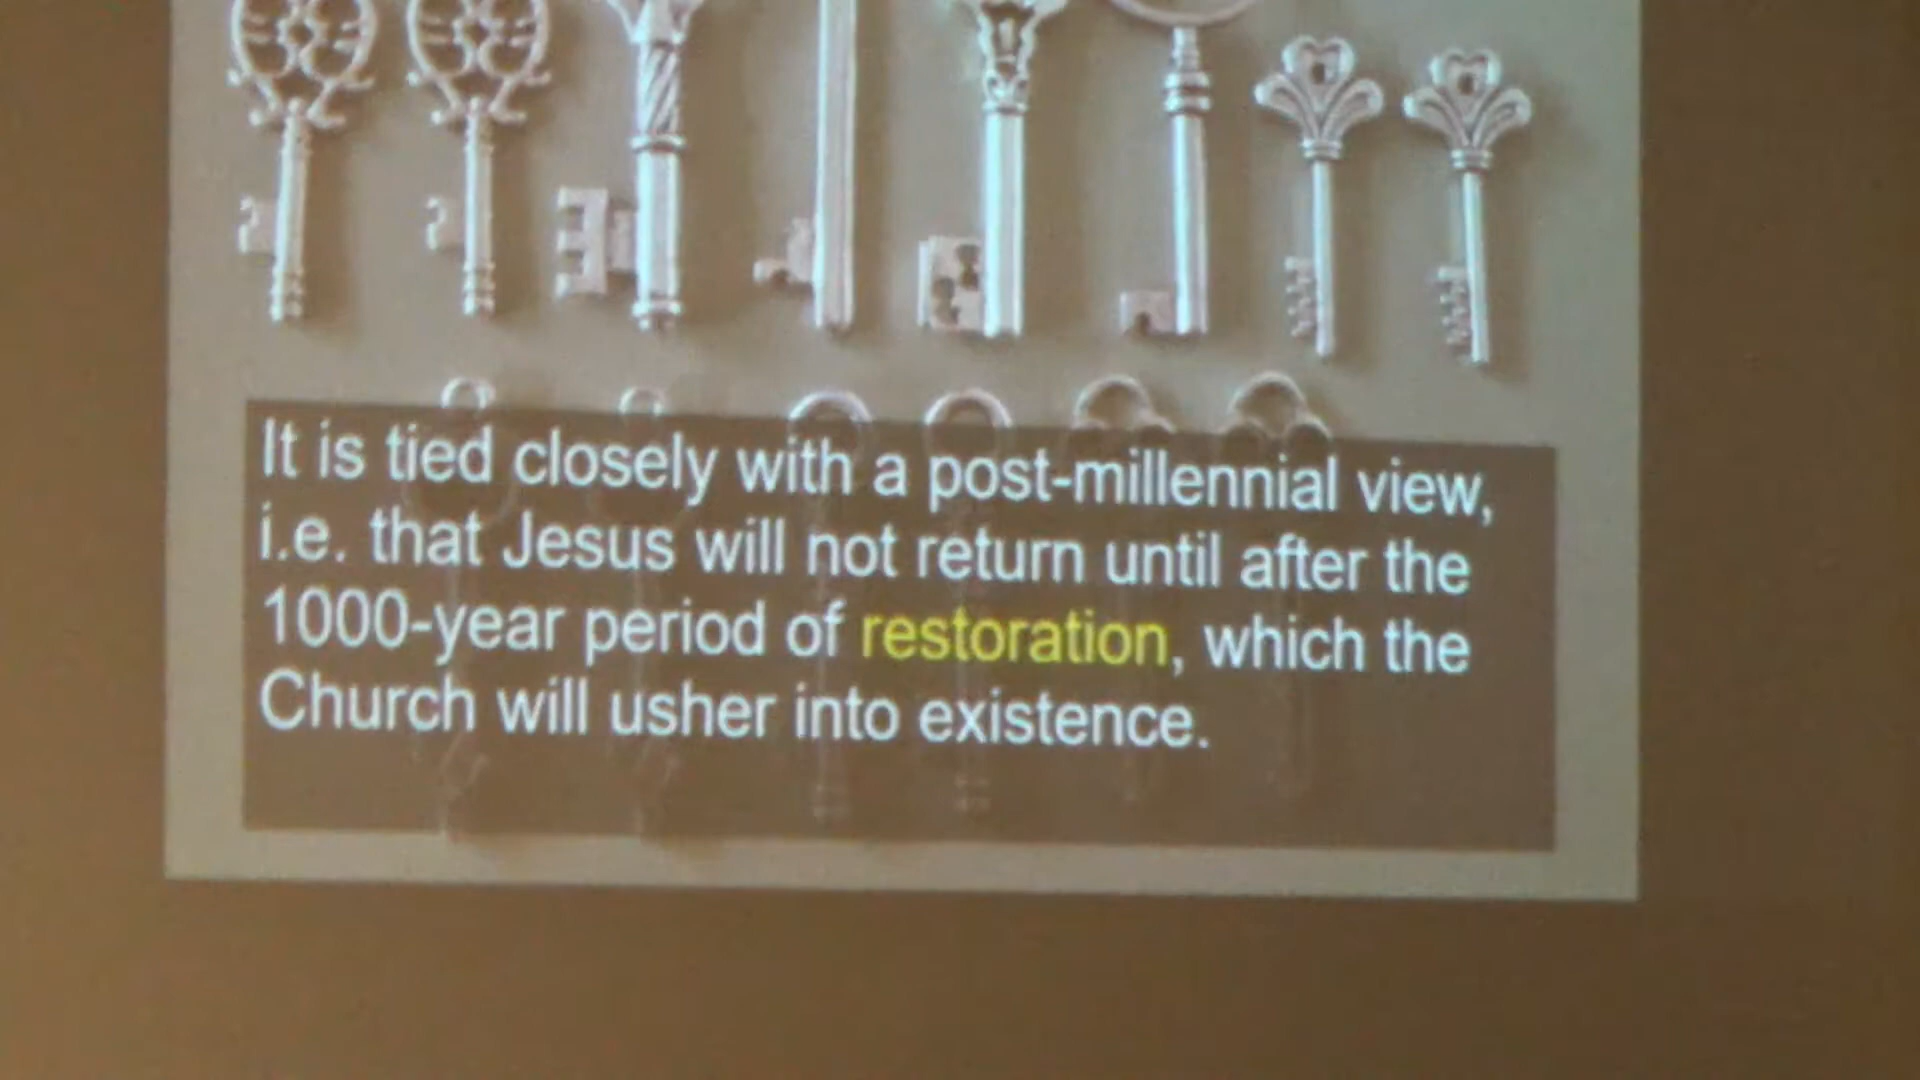 It is tied closely with a post-millennial view,
i.e. that Jesus will not return until after the
1000-year period of restoration, which the
Church will usher into existence.